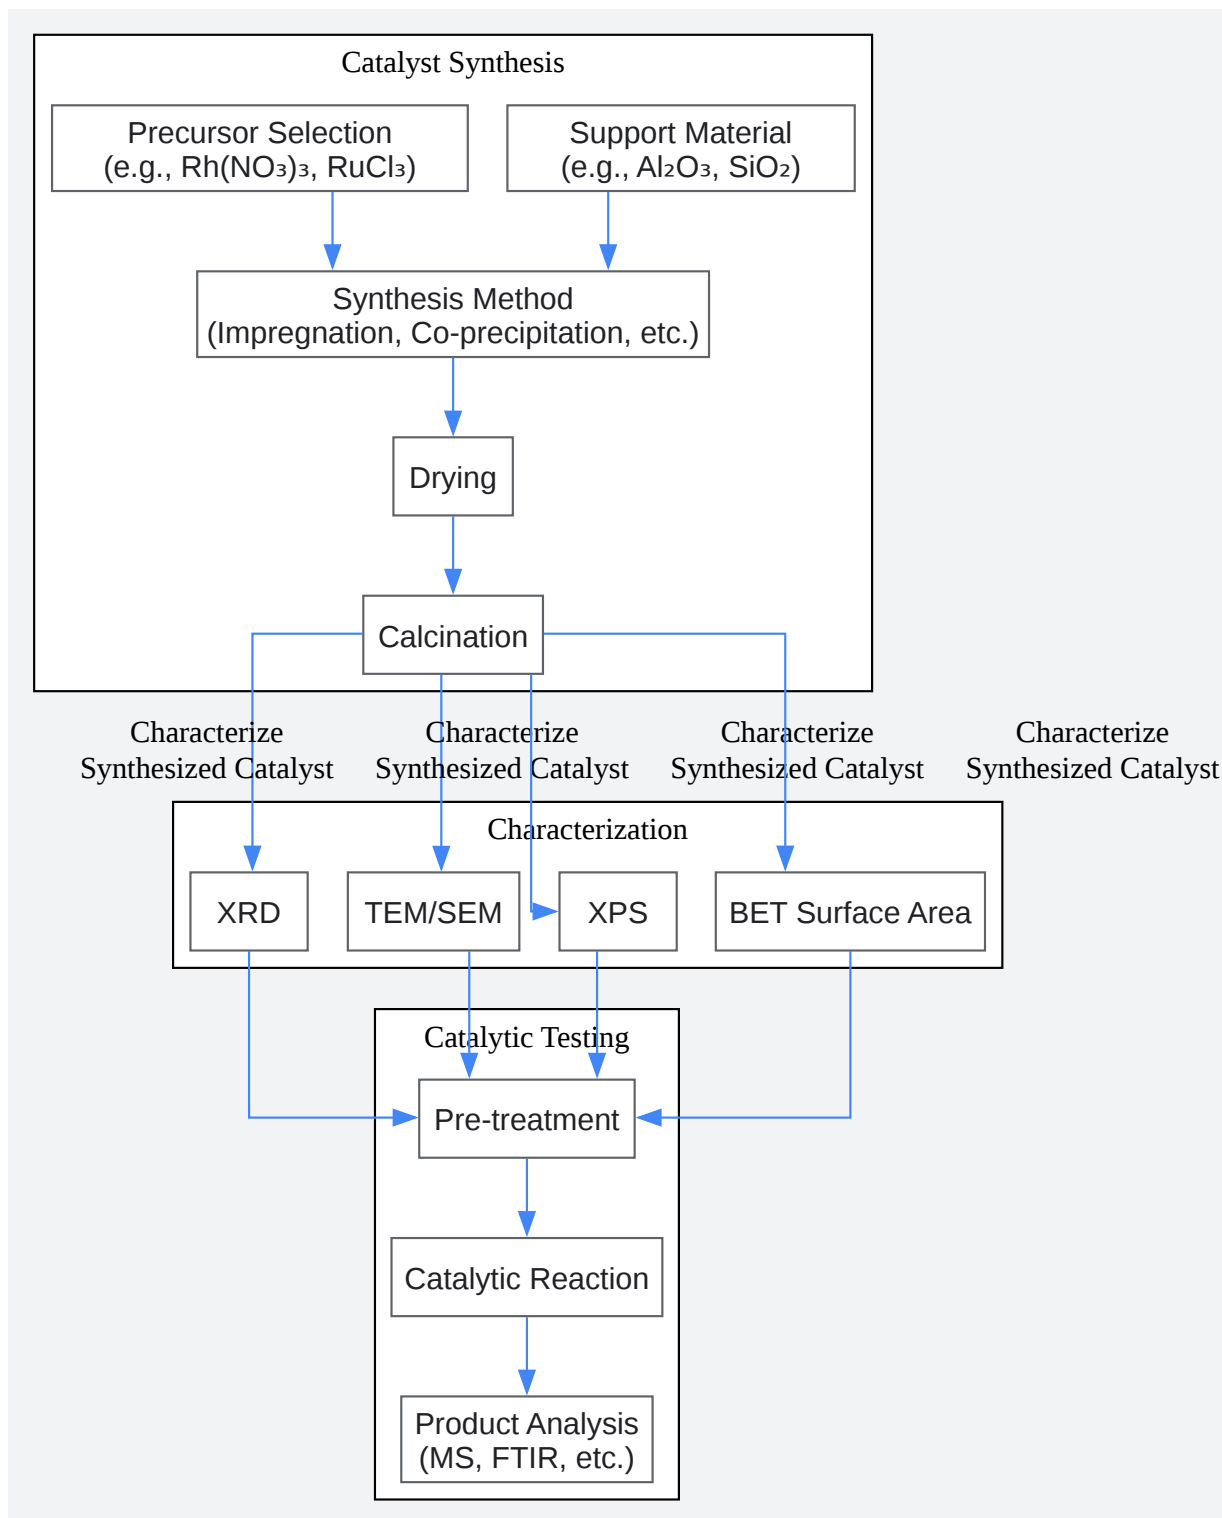 Catalyst Synthesis
Precursor Selection
(e.g., Rh(NO₃)₃, RuCl₃)
Support Material
(e.g., Al₂O₃, SiO₂)
Synthesis Method
(Impregnation, Co-precipitation, etc.)
Drying
Calcination
Characterize
Synthesized Catalyst
Characterize
Synthesized Catalyst
Characterize
Synthesized Catalyst
Characterize
Synthesized Catalyst
Characterization
XRD
TEM/SEM
XPS
BET Surface Area
Catalytic Testing
Pre-treatment
Catalytic Reaction
Product Analysis
(MS, FTIR, etc.)